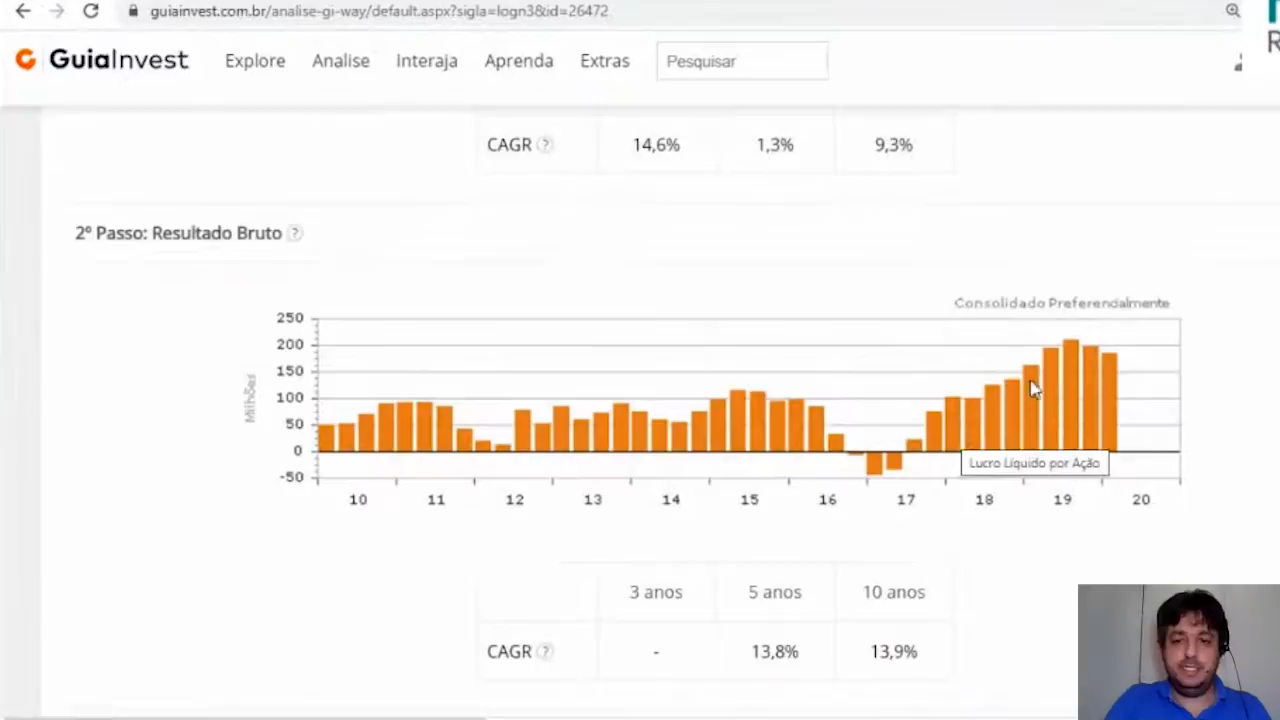 guiainvest.com.br/analise-gi-way/default.aspx?sigla=logn3&id=26472
GuiaInvest Explore Analise Interaja Aprenda Extras Pesquisar
R
CAGR ? 14,6% 1,3% 9,3%
2º Passo: Resultado Bruto ?
Consolidado Preferencialmente
Milhões
250
200
150
100
50
0
-50
Lucro Líquido por Ação
10 11 12 13 14 15 16 17 18 19 20
3 anos 5 anos 10 anos
CAGR ? - 13,8% 13,9%